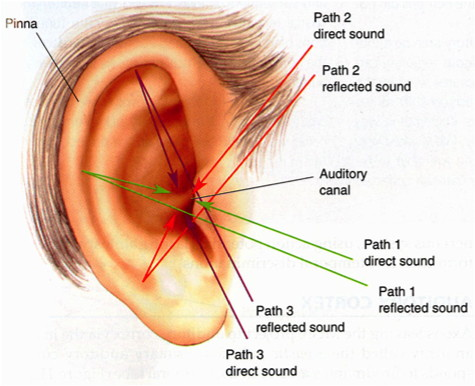 Pinna
Path 2
direct sound
Path 2
reflected sound
Auditory
canal
Path 1
direct sound
Path 1
reflected sound
Path 3
reflected sound
Path 3
direct sound